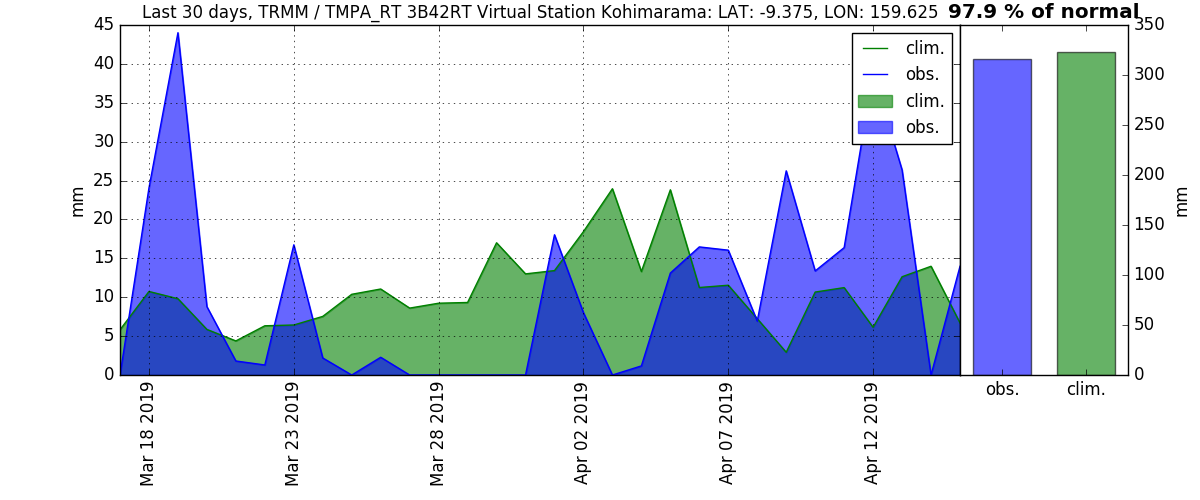 Last 30 days, TRMM / TMPA_RT 3B42RT Virtual Station Kohimarama: LAT: -9.375, LON: 159.625
97.9 % of normal
45
40
35
30
25
20
15
10
5
0
mm
clim.
obs.
clim.
obs.
350
300
250
200
150
100
50
0
mm
Mar 18 2019
Mar 23 2019
Mar 28 2019
Apr 02 2019
Apr 07 2019
Apr 12 2019
obs.
clim.